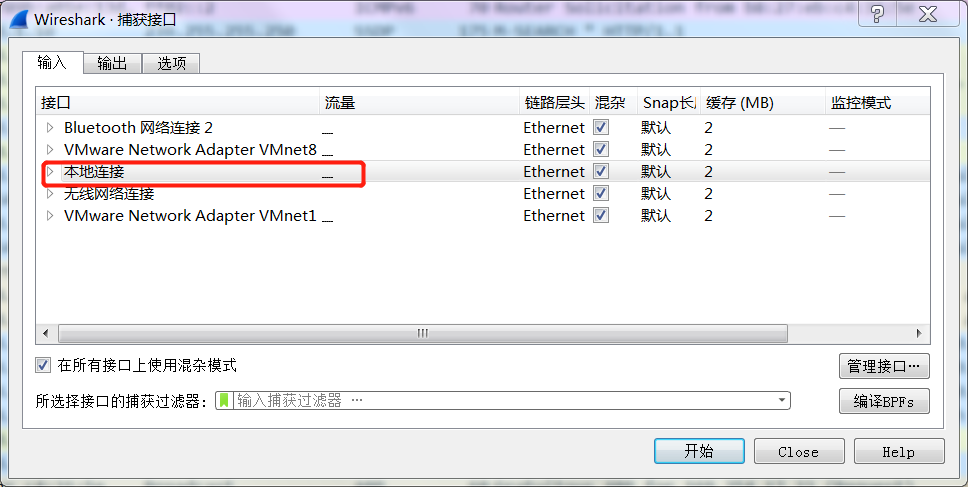 Wireshark · 捕获接口
输入 输出 选项
接口 流量 链路层头 混杂 Snap长 缓存 (MB) 监控模式
Bluetooth 网络连接 2 Ethernet 默认 2 —
VMware Network Adapter VMnet8 Ethernet 默认 2 —
本地连接 Ethernet 默认 2 —
无线网络连接 Ethernet 默认 2 —
VMware Network Adapter VMnet1 Ethernet 默认 2 —
在所有接口上使用混杂模式 管理接口…
所选择接口的捕获过滤器： 输入捕获过滤器 … 编译BPFs
开始 Close Help